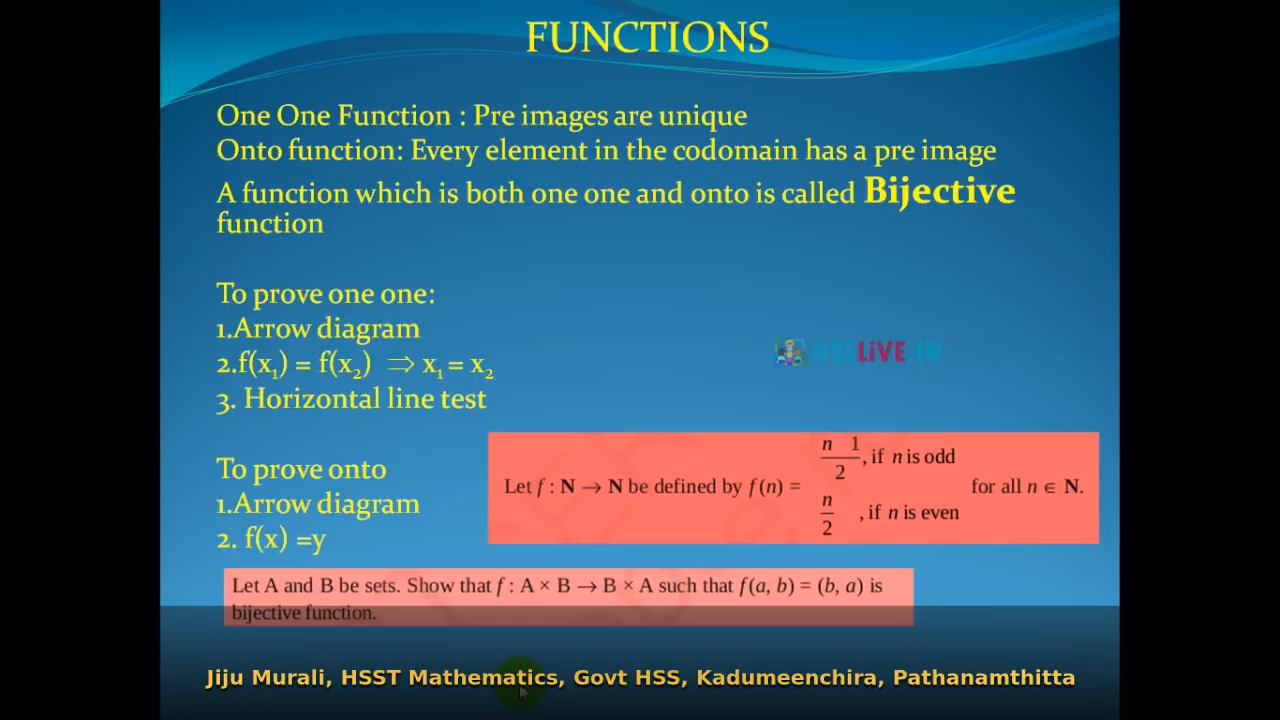 FUNCTIONS
One One Function : Pre images are unique
Onto function: Every element in the codomain has a pre image
A function which is both one one and onto is called Bijective
function
To prove one one:
1.Arrow diagram
2.f(x₁) = f(x₂) ⇒ x₁ = x₂
3. Horizontal line test
HSSLiVE.IN
To prove onto
1.Arrow diagram
2. f(x) =y
n 1
2
, if n is odd
Let f : N → N be defined by f (n) =
for all n ∈ N.
n
2
, if n is even
Let A and B be sets. Show that f : A × B → B × A such that f (a, b) = (b, a) is
bijective function.
Jiju Murali, HSST Mathematics, Govt HSS, Kadumeenchira, Pathanamthitta